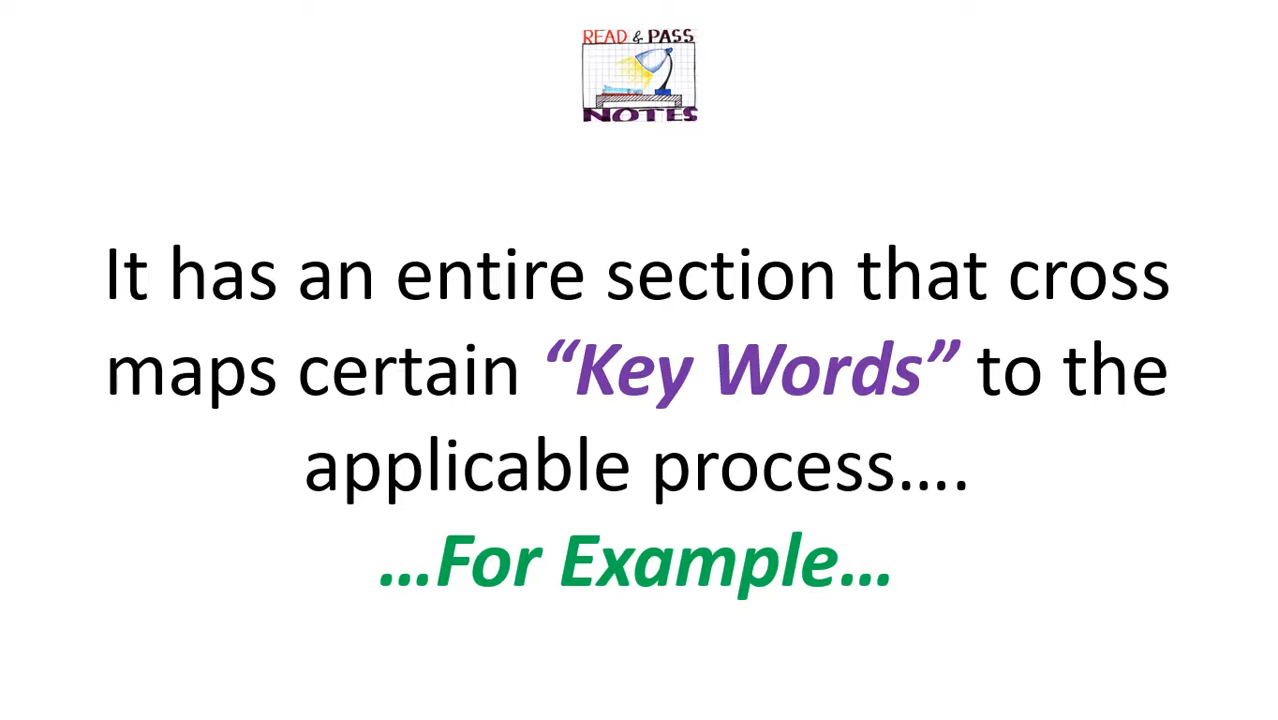 READ & PASS
NOTES
It has an entire section that cross
maps certain “Key Words” to the
applicable process….
…For Example…